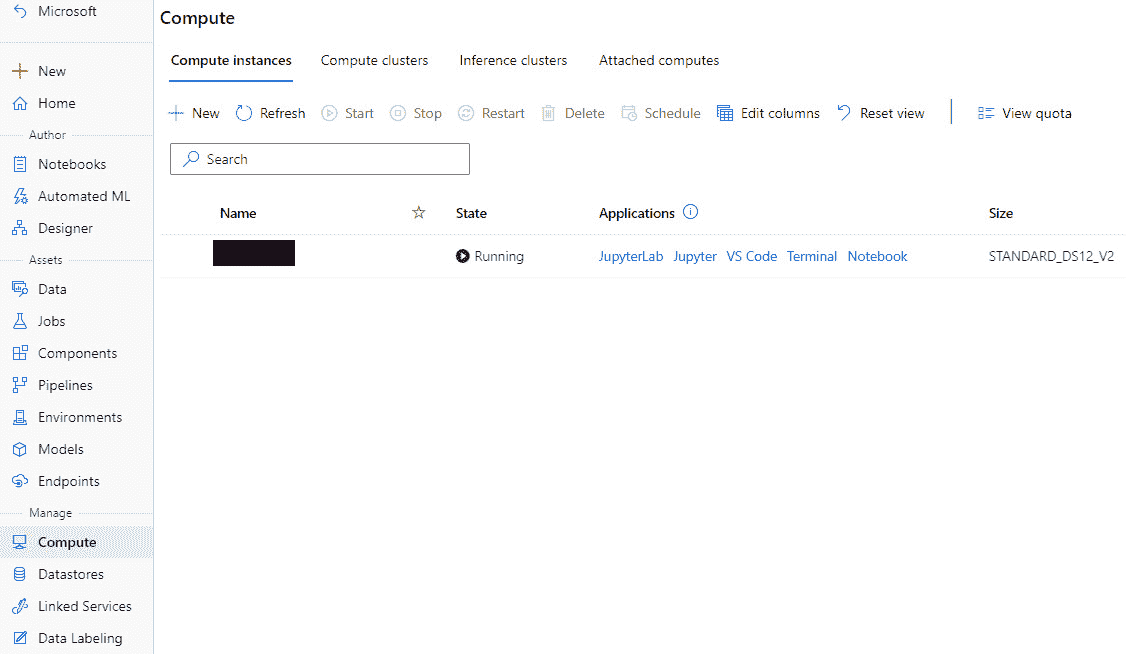 Microsoft
New
Home
Author
Notebooks
Automated ML
Designer
Assets
Data
Jobs
Components
Pipelines
Environments
Models
Endpoints
Manage
Compute
Datastores
Linked Services
Data Labeling
Compute
Compute instances Compute clusters Inference clusters Attached computes
New Refresh Start Stop Restart Delete Schedule Edit columns Reset view View quota
Search
Name State Applications Size
Running JupyterLab Jupyter VS Code Terminal Notebook STANDARD_DS12_V2